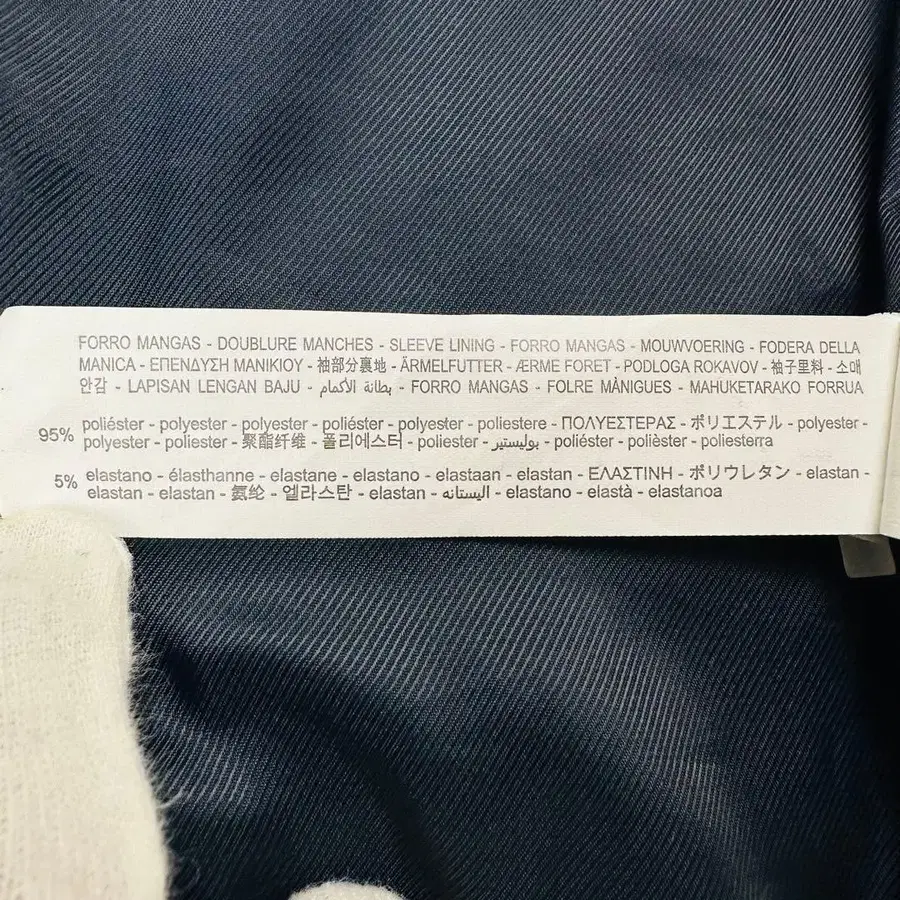 FORRO MANGAS - DOUBLURE MANCHES - SLEEVE LINING - FORRO MANGAS - MOUWVOERING - FODERA DELLA
MANICA - ΕΠΕΝΔΥΣΗ ΜΑΝΙΚΙΟΥ - 袖部分裏地 - ÄRMELFUTTER - ÆRME FORET - PODLOGA ROKAVOV - 袖子里料 - 소매
안감 - LAPISAN LENGAN BAJU - بطانة الأكمام - FORRO MANGAS - FOLRE MÀNIGUES - MAHUKETARAKO FORRUA
95% poliéster - polyester - polyester - poliéster - polyester - poliestere - ΠΟΛΥΕΣΤΕΡΑΣ - ポリエステル - polyester -
polyester - poliester - 聚酯纤维 - 폴리에스터 - poliester - بوليستير - poliéster - polièster - poliesterra
5% elastano - élasthanne - elastane - elastano - elastaan - elastan - ΕΛΑΣΤΙΝΗ - ポリウレタン - elastan -
elastan - elastan - 氨纶 - 엘라스탄 - elastan - اليستانه - elastano - elastà - elastanoa